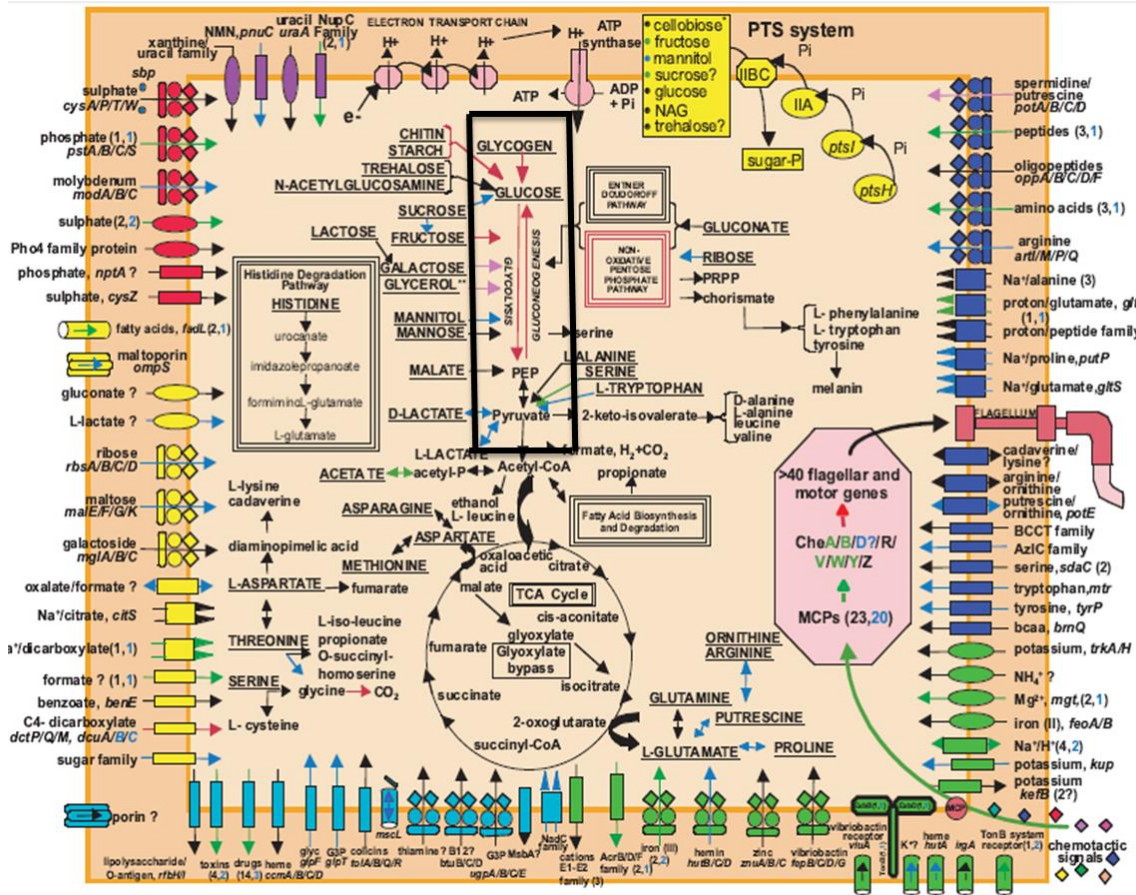 ELECTRON TRANSPORT CHAIN
H+
H+
H+
H+
ATP
synthase
ATP
ADP
+ Pi
e-
xanthine/
uracil family
NMN, pnuC
uraA
uracil NupC
Family
(2,1)
cellobiose*
fructose
mannitol
sucrose?
glucose
NAG
trehalose?
PTS system
IIBC
IIA
ptsI
ptsH
Pi
Pi
Pi
sugar-P
sbp
sulphate
cysA/P/T/W
phosphate (1,1)
pstA/B/C/S
molybdenum
modA/B/C
sulphate(2,2)
Pho4 family protein
phosphate, nptA ?
sulphate, cysZ
fatty acids, fadL(2,1)
maltoporin
ompS
gluconate ?
L-lactate ?
ribose
rbsA/B/C/D
maltose
malE/F/G/K
galactoside
mglA/B/C
oxalate/formate ?
Na+/citrate, citS
a+/dicarboxylate(1,1)
formate ? (1,1)
benzoate, benE
C4- dicarboxylate
dctP/Q/M, dcuA/B/C
sugar family
porin ?
CHITIN
STARCH
TREHALOSE
N-ACETYLGLUCOSAMINE
SUCROSE
FRUCTOSE
LACTOSE
GALACTOSE
GLYCEROL**
MANNITOL
MANNOSE
MALATE
D-LACTATE
L-LACTATE
GLYCOGEN
GLUCOSE
GLYCOLYSIS
GLUCONEOGENESIS
PEP
Pyruvate
ENTNER
DOUDOROFF
PATHWAY
NON-
OXIDATIVE
PENTOSE
PHOSPHATE
PATHWAY
GLUCONATE
RIBOSE
PRPP
chorismate
L- phenylalanine
L- tryptophan
tyrosine
melanin
serine
L-ALANINE
SERINE
L-TRYPTOPHAN
2-keto-isovalerate
D-alanine
L-alanine
leucine
valine
Histidine Degradation
Pathway
HISTIDINE
urocanate
imidazolepropanoate
formiminoL-glutamate
L-glutamate
ACETATE
acetyl-P
Acetyl-CoA
formate, H2+CO2
propionate
ethanol
L- leucine
Fatty Acid Biosynthesis
and Degradation
ASPARAGINE
ASPARTATE
METHIONINE
fumarate
L-lysine
cadaverine
diaminopimelic acid
L-ASPARTATE
THREONINE
L-iso-leucine
propionate
O-succinyl-
homoserine
SERINE
glycine
CO2
L- cysteine
oxaloacetic
acid
citrate
malate
TCA Cycle
cis-aconitate
glyoxylate
Glyoxylate
bypass
isocitrate
fumarate
succinate
succinyl-CoA
2-oxoglutarate
ORNITHINE
ARGININE
GLUTAMINE
PUTRESCINE
L-GLUTAMATE
PROLINE
>40 flagellar and
motor genes
CheA/B/D?/R/
V/W/Y/Z
MCPs (23,20)
FLAGELLUM
spermidine/
putrescine
potA/B/C/D
peptides (3,1)
oligopeptides
oppA/B/C/D/F
amino acids (3,1)
arginine
artI/M/P/Q
Na+/alanine (3)
proton/glutamate,
(1,1)
proton/peptide family
Na+/proline, putP
Na+/glutamate, gltS
cadaverine/
lysine?
arginine/
ornithine
putrescine/
ornithine, potE
BCCT family
AzlC family
serine, sdaC (2)
tryptophan, mtr
tyrosine, tyrP
bcaa, brnQ
potassium, trkA/H
NH4+ ?
Mg2+, mgt,(2,1)
iron (II), feoA/B
Na+/H+(4,2)
potassium, kup
potassium
kefB (2?)
MCP
chemotactic
signals
lipolysaccharide/
O-antigen, rfbH/I
toxins
(4,2)
drugs
(14,3)
heme
ccmA/B/C/D
glyc
glpF
G3P
glpT
colicins
tolA/B/Q/R
mscL
thiamine?
B12?
btuB/C/D
G3P
ugpA/B/C/E
MsbA?
NadC
family
cations
E1-E2
family (3)
AcrB/D/F
family (2,1)
iron (III)
(2,2)
hemin
hutB/C/D
zinc
znuA/B/C
vibriobactin
fepB/C/D/G
vibriobactin
receptor
viuA
K+?
heme
hutA
irgA
TonB system
receptor(1,2)